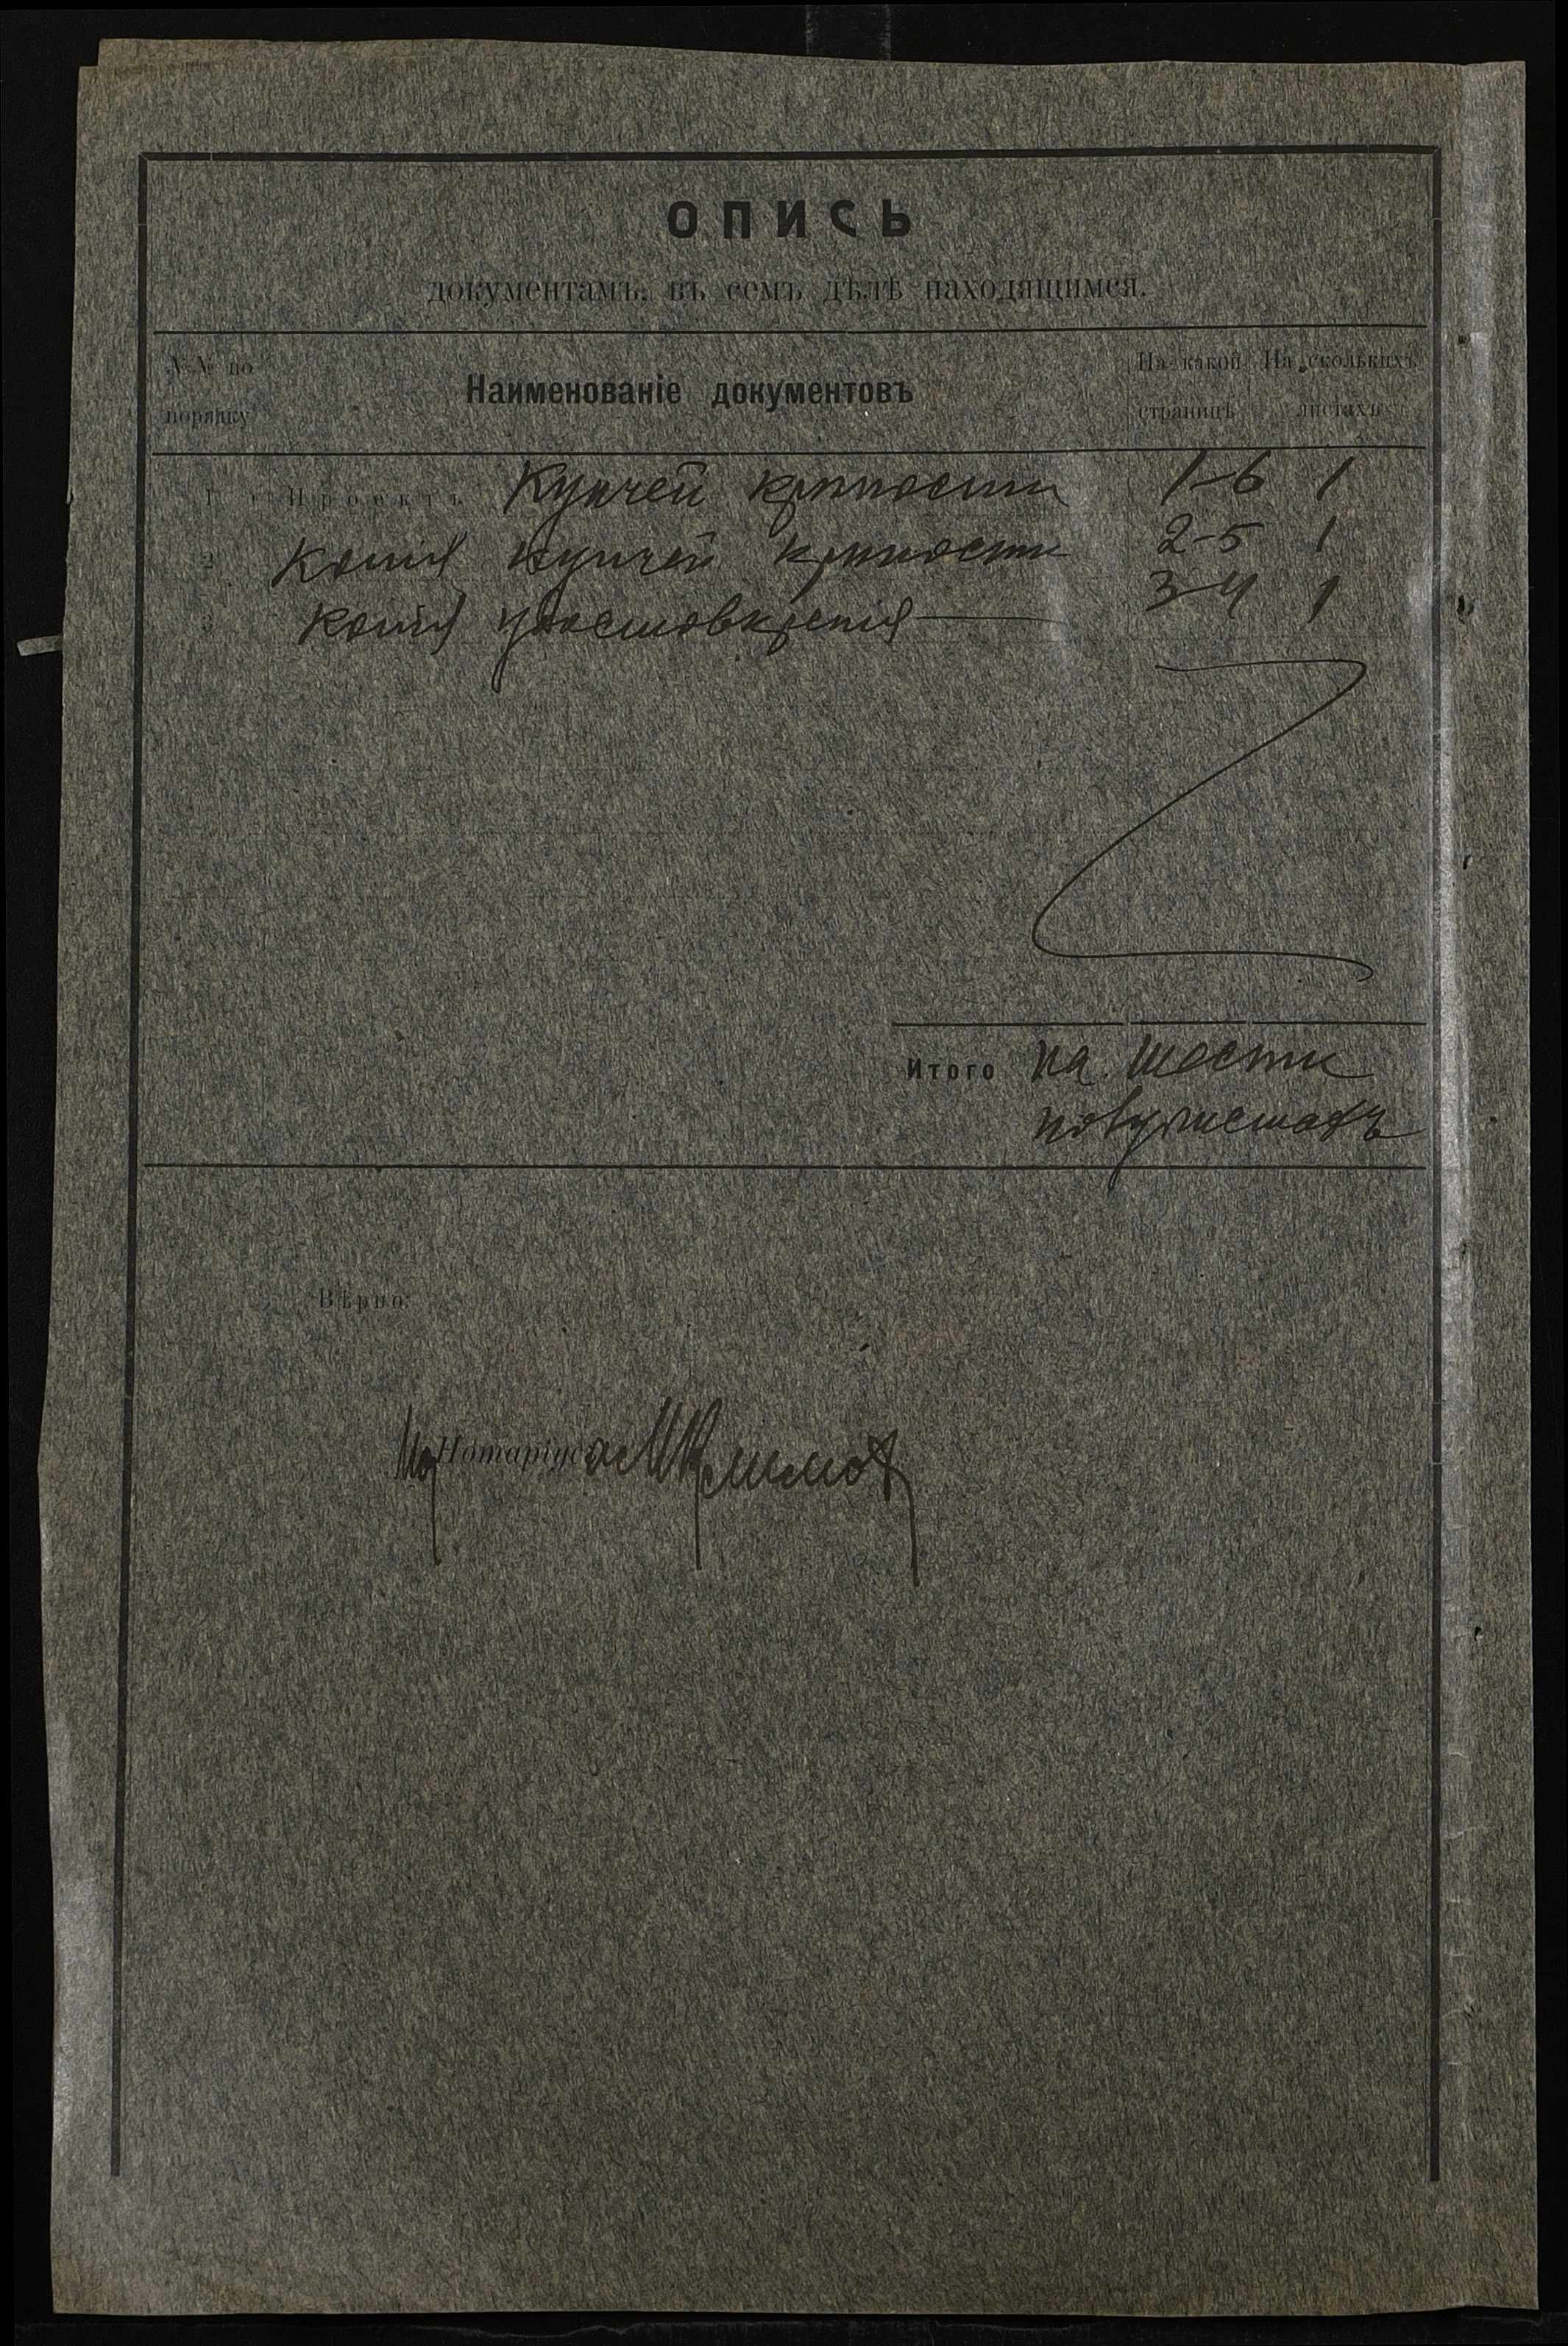 ОПИСЬ
документамъ, въ семъ дѣлѣ находящимся.
№№ по порядку
Наименованіе документовъ
На какой страницѣ
На сколькихъ листахъ
1 Проектъ Купчей крѣпости 1-6 1
2 Копія купчей крѣпости 2-5 1
3 Копія удостовѣренія 3-4 1
Итого на шести
полулистахъ
Вѣрно:
Нотаріуса